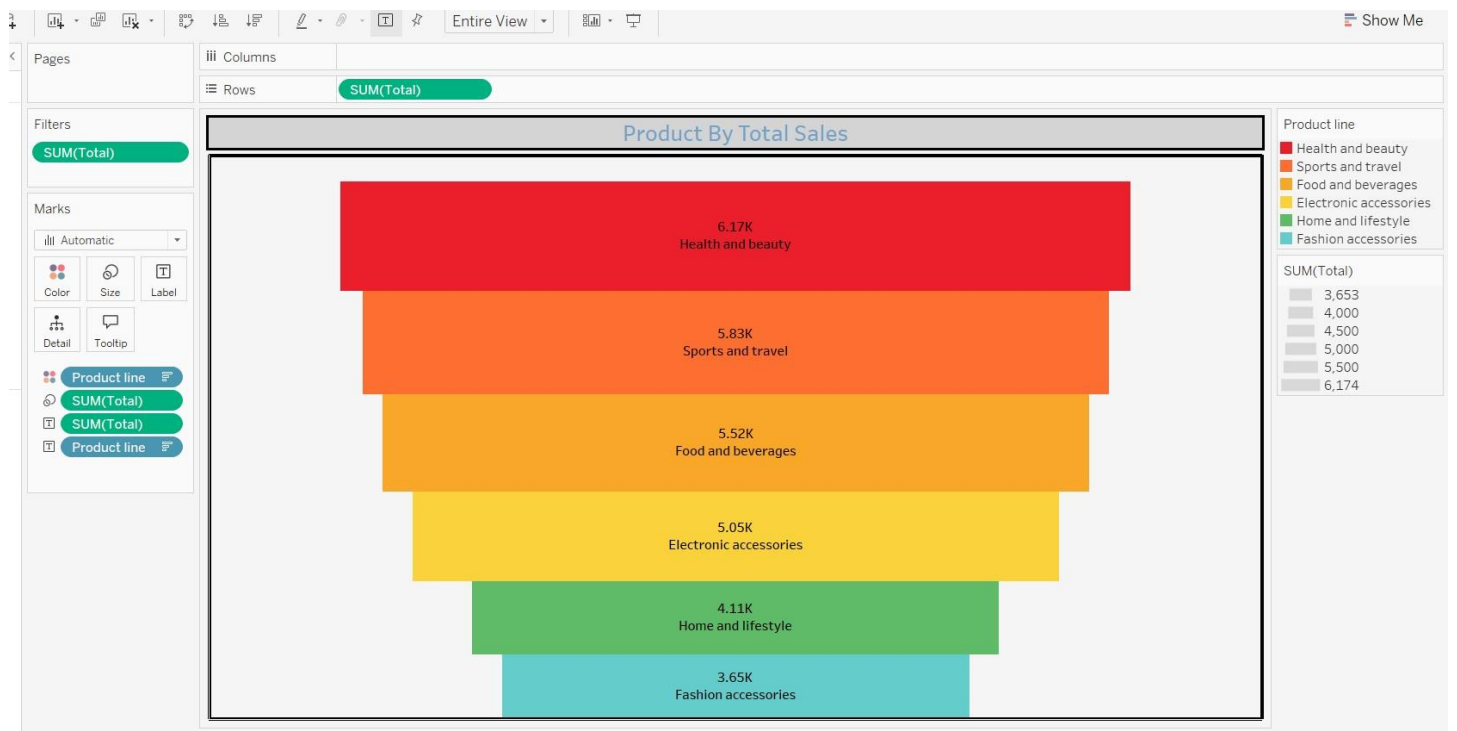 Entire View
Show Me
Pages
Columns
Rows
SUM(Total)
Filters
SUM(Total)
Marks
Automatic
Color
Size
Label
Detail
Tooltip
Product line
SUM(Total)
SUM(Total)
Product line
Product By Total Sales
6.17K
Health and beauty
5.83K
Sports and travel
5.52K
Food and beverages
5.05K
Electronic accessories
4.11K
Home and lifestyle
3.65K
Fashion accessories
Product line
Health and beauty
Sports and travel
Food and beverages
Electronic accessories
Home and lifestyle
Fashion accessories
SUM(Total)
3,653
4,000
4,500
5,000
5,500
6,174